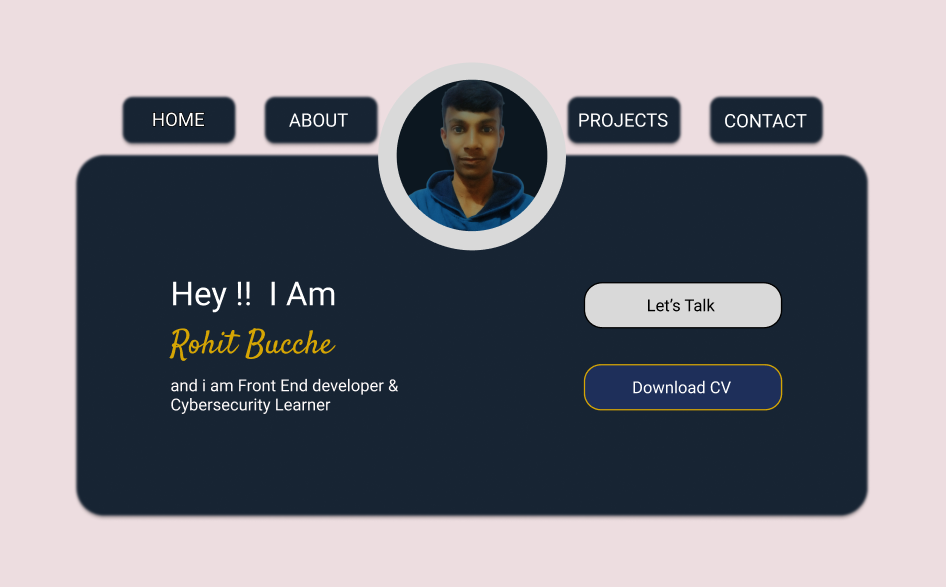 HOME
ABOUT
PROJECTS
CONTACT
Hey !! I Am
Rohit Bucche
and i am Front End developer &
Cybersecurity Learner
Let’s Talk
Download CV